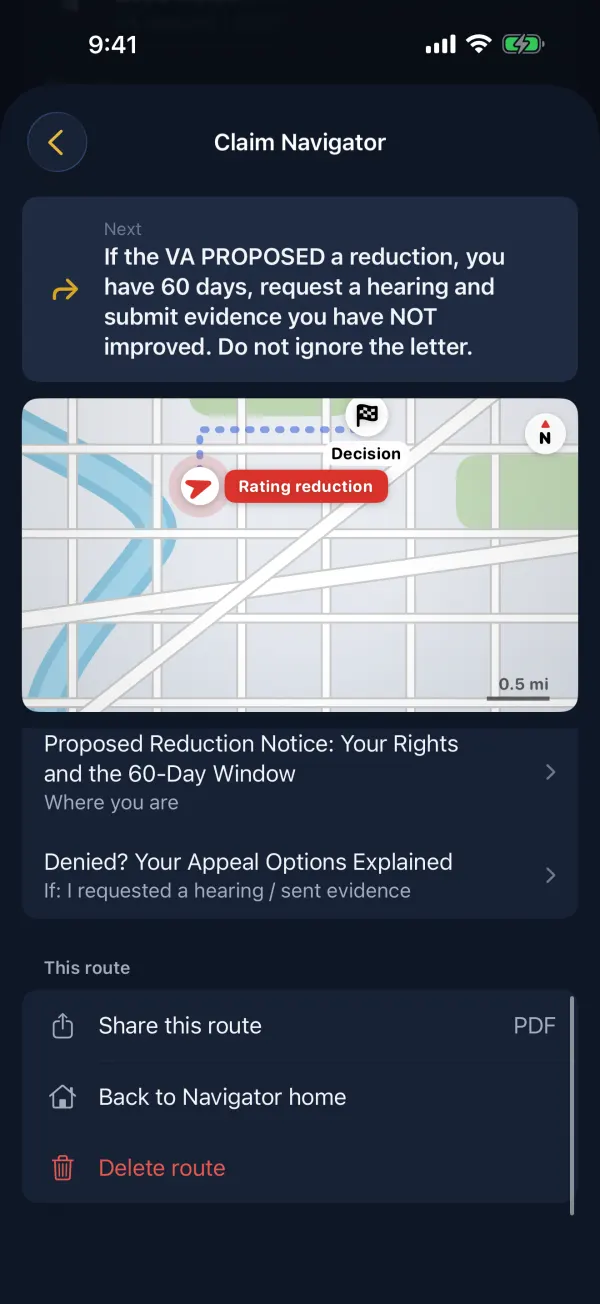 9:41
Claim Navigator
Next
If the VA PROPOSED a reduction, you
have 60 days, request a hearing and
submit evidence you have NOT
improved. Do not ignore the letter.
Decision
N
Rating reduction
0.5 mi
Proposed Reduction Notice: Your Rights
and the 60-Day Window
Where you are
Denied? Your Appeal Options Explained
If: I requested a hearing / sent evidence
This route
Share this route PDF
Back to Navigator home
Delete route